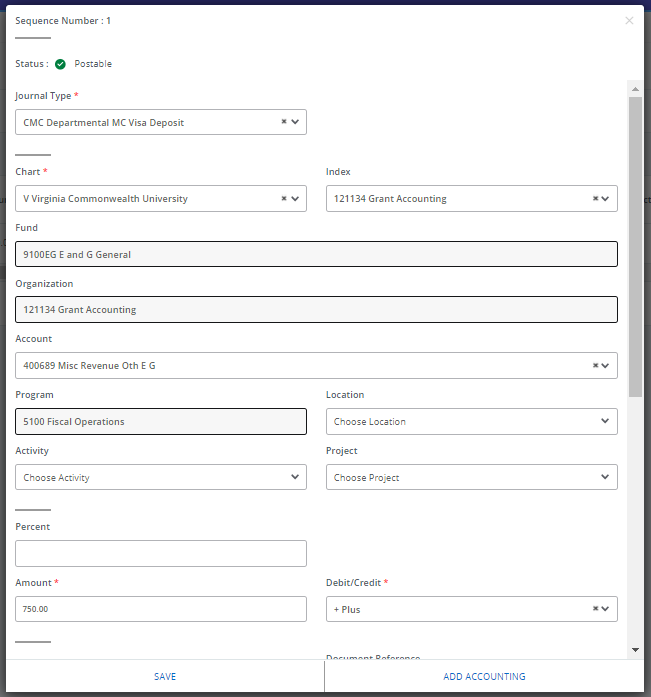 Sequence Number : 1
Status : Postable
Journal Type *
CMC Departmental MC Visa Deposit
Chart * Index
V Virginia Commonwealth University 121134 Grant Accounting
Fund
9100EG E and G General
Organization
121134 Grant Accounting
Account
400689 Misc Revenue Oth E G
Program Location
5100 Fiscal Operations Choose Location
Activity Project
Choose Activity Choose Project
Percent
Amount * Debit/Credit *
750.00 + Plus
Document Reference
SAVE ADD ACCOUNTING